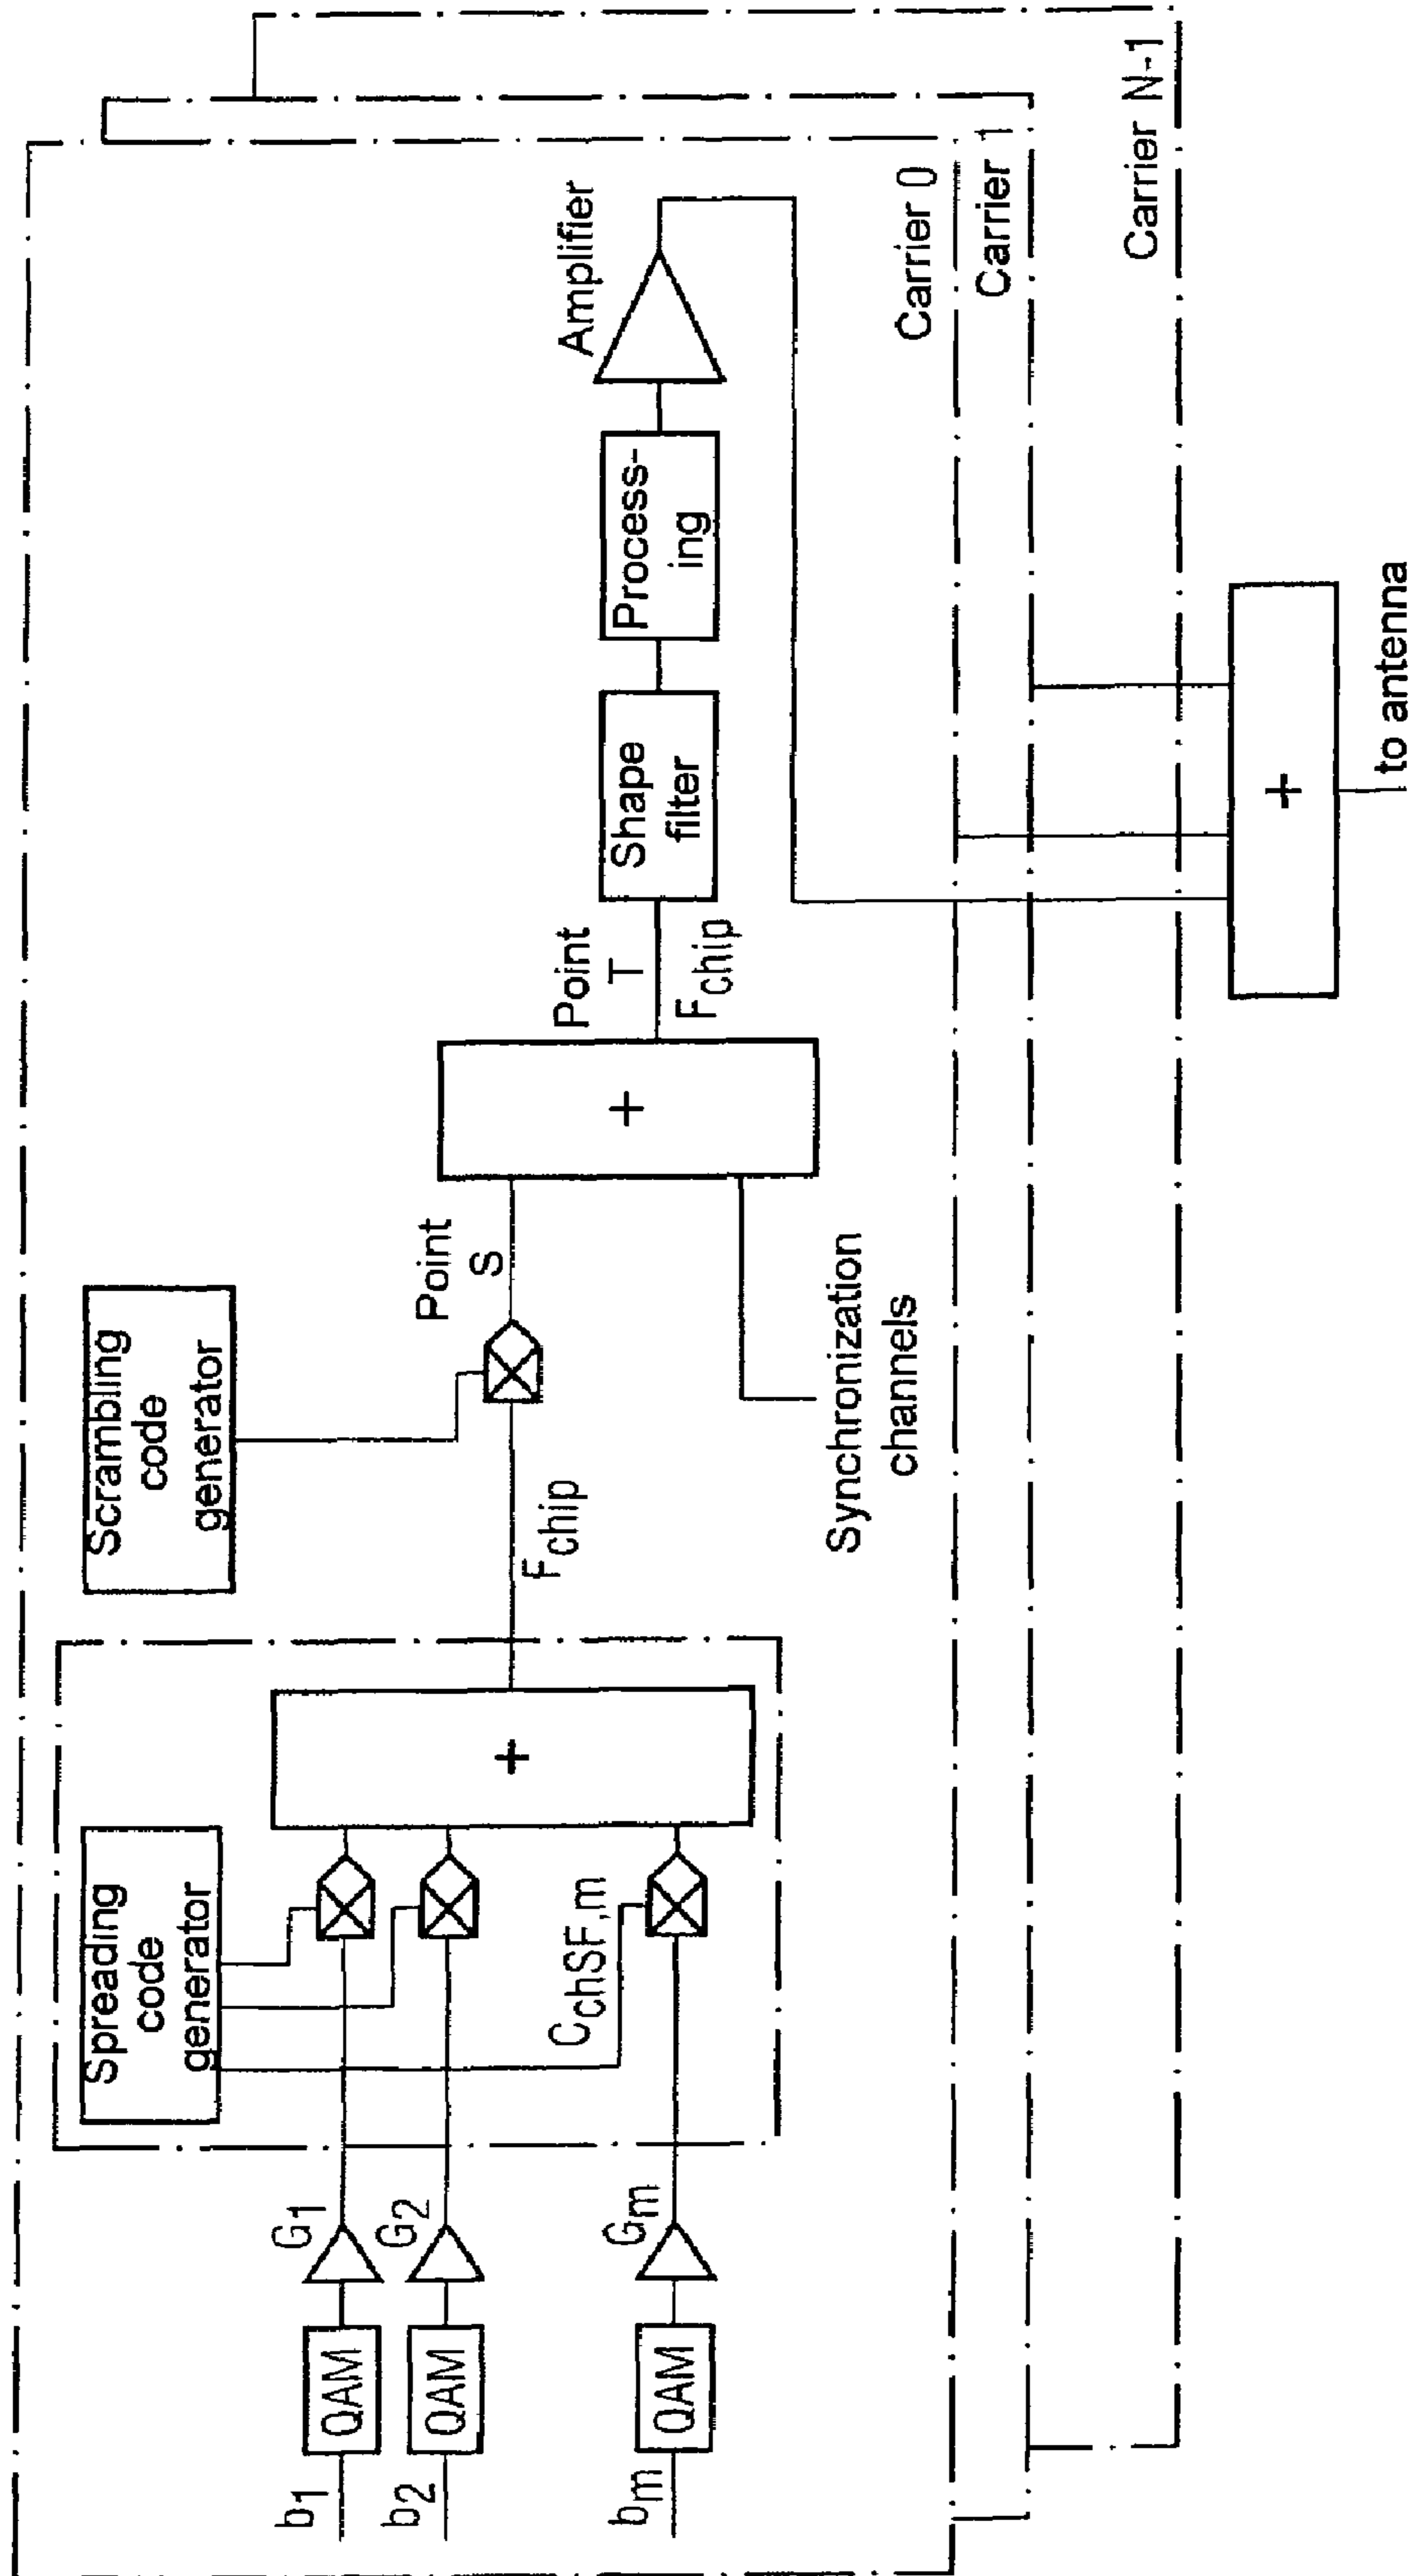 b1
QAM
G1
b2
QAM
G2
bm
QAM
Gm
Spreading
code
generator
CchSF,m
+
Fchip
Scrambling
code
generator
Point
S
Synchronization
channels
+
Point
T
Fchip
Shape
filter
Process-
ing
Amplifier
Carrier 0
Carrier 1
Carrier N-1
+
to antenna